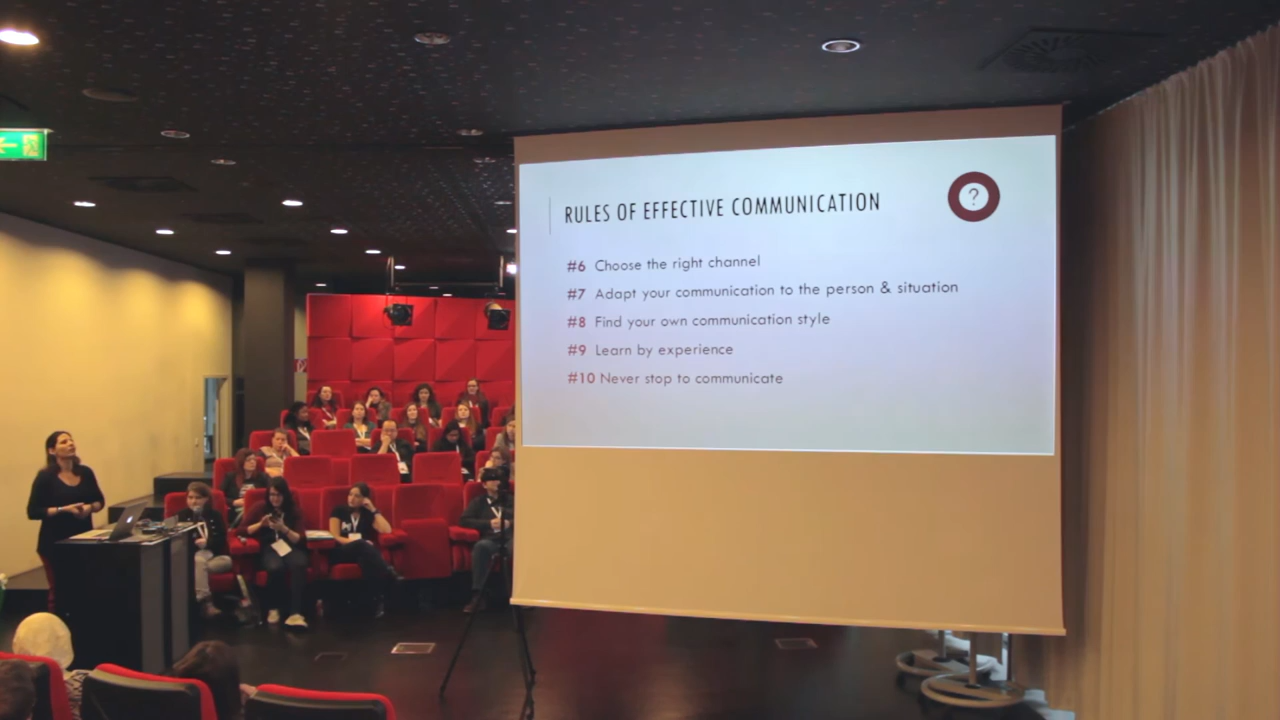 RULES OF EFFECTIVE COMMUNICATION
?
#6 Choose the right channel
#7 Adapt your communication to the person & situation
#8 Find your own communication style
#9 Learn by experience
#10 Never stop to communicate